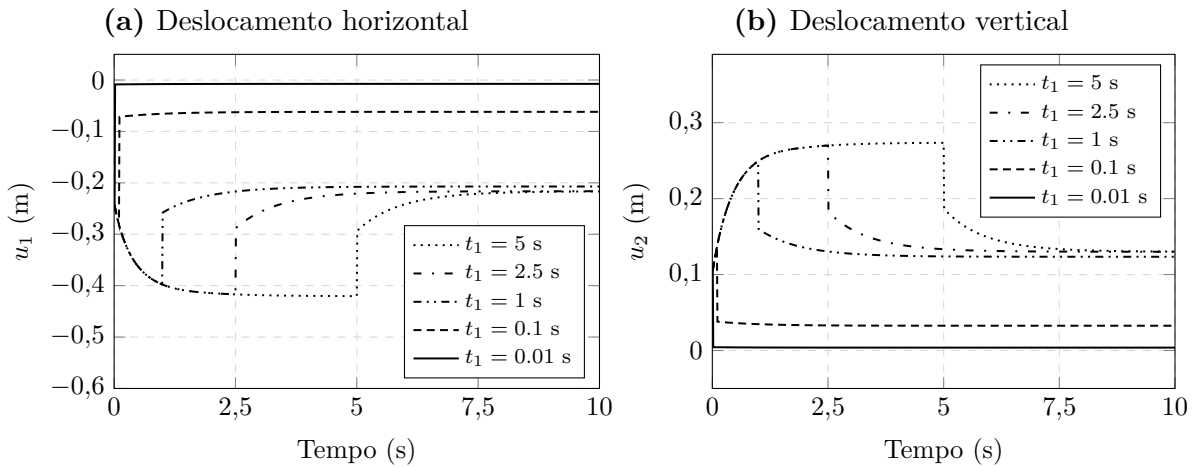 (a) Deslocamento horizontal
0
−0,1
−0,2
−0,3
−0,4
−0,5
−0,6
u₁ (m)
t₁ = 5 s
t₁ = 2.5 s
t₁ = 1 s
t₁ = 0.1 s
t₁ = 0.01 s
0 2,5 5 7,5 10
Tempo (s)
(b) Deslocamento vertical
0,3
0,2
0,1
0
u₂ (m)
t₁ = 5 s
t₁ = 2.5 s
t₁ = 1 s
t₁ = 0.1 s
t₁ = 0.01 s
0 2,5 5 7,5 10
Tempo (s)